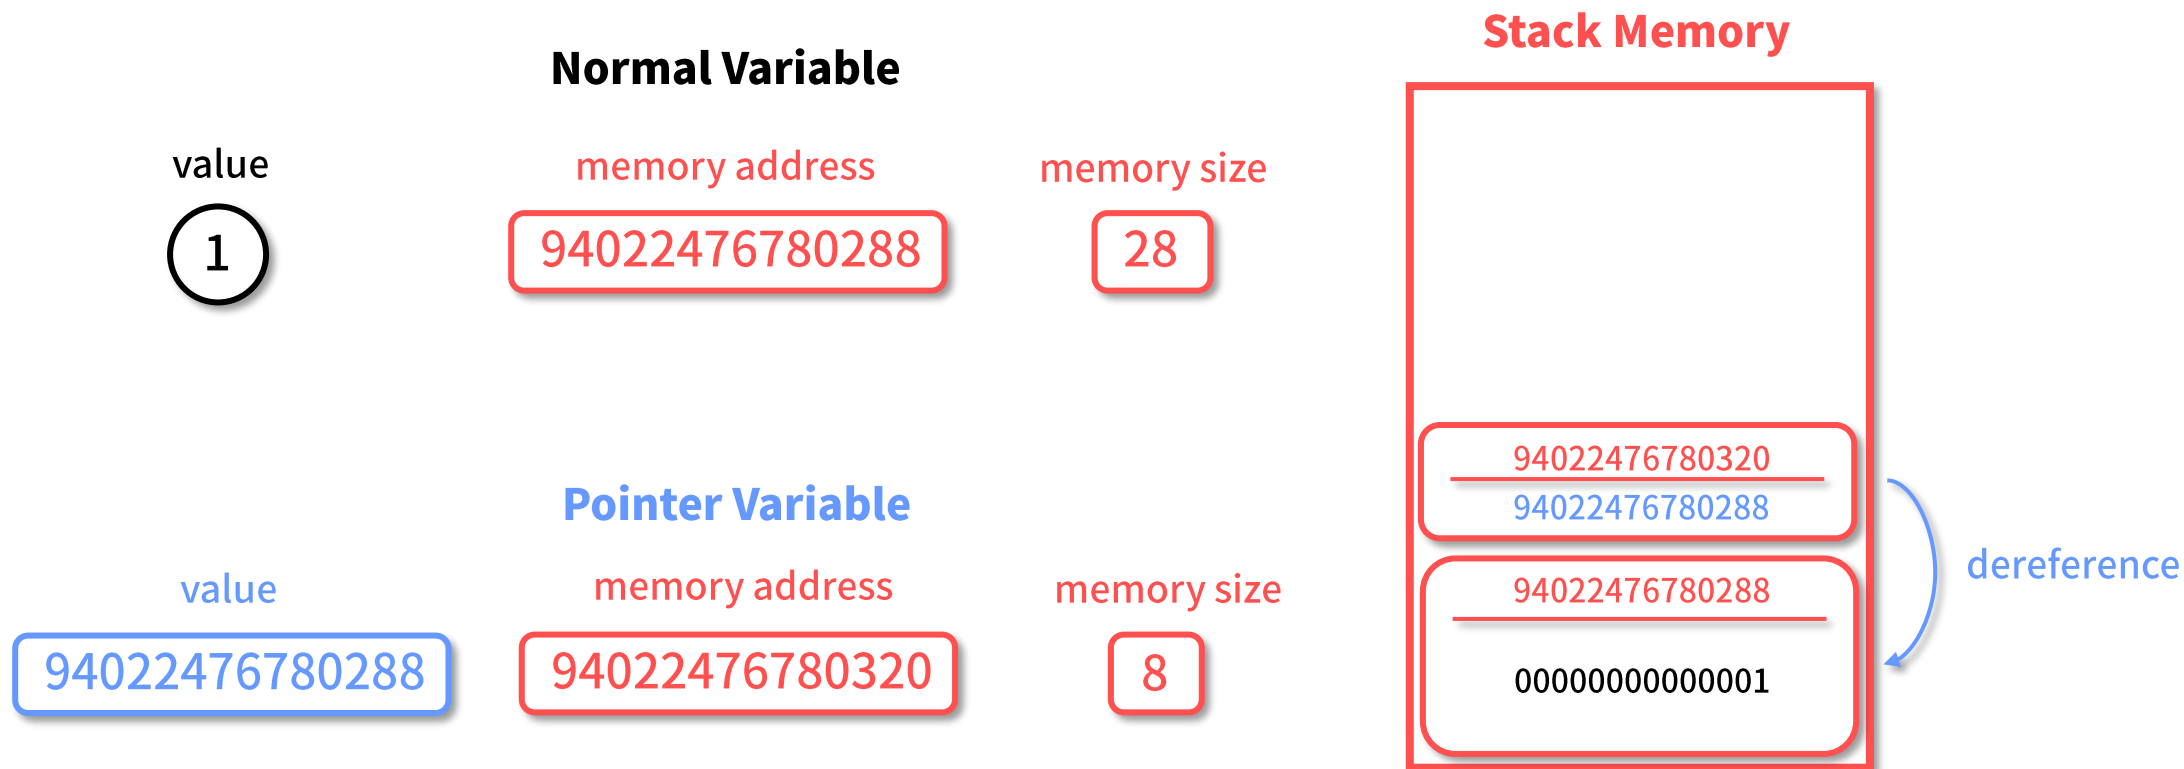 Normal Variable
value
memory address
memory size
1
94022476780288
28
Pointer Variable
value
memory address
memory size
94022476780288
94022476780320
8
Stack Memory
94022476780320
94022476780288
94022476780288
00000000000001
dereference